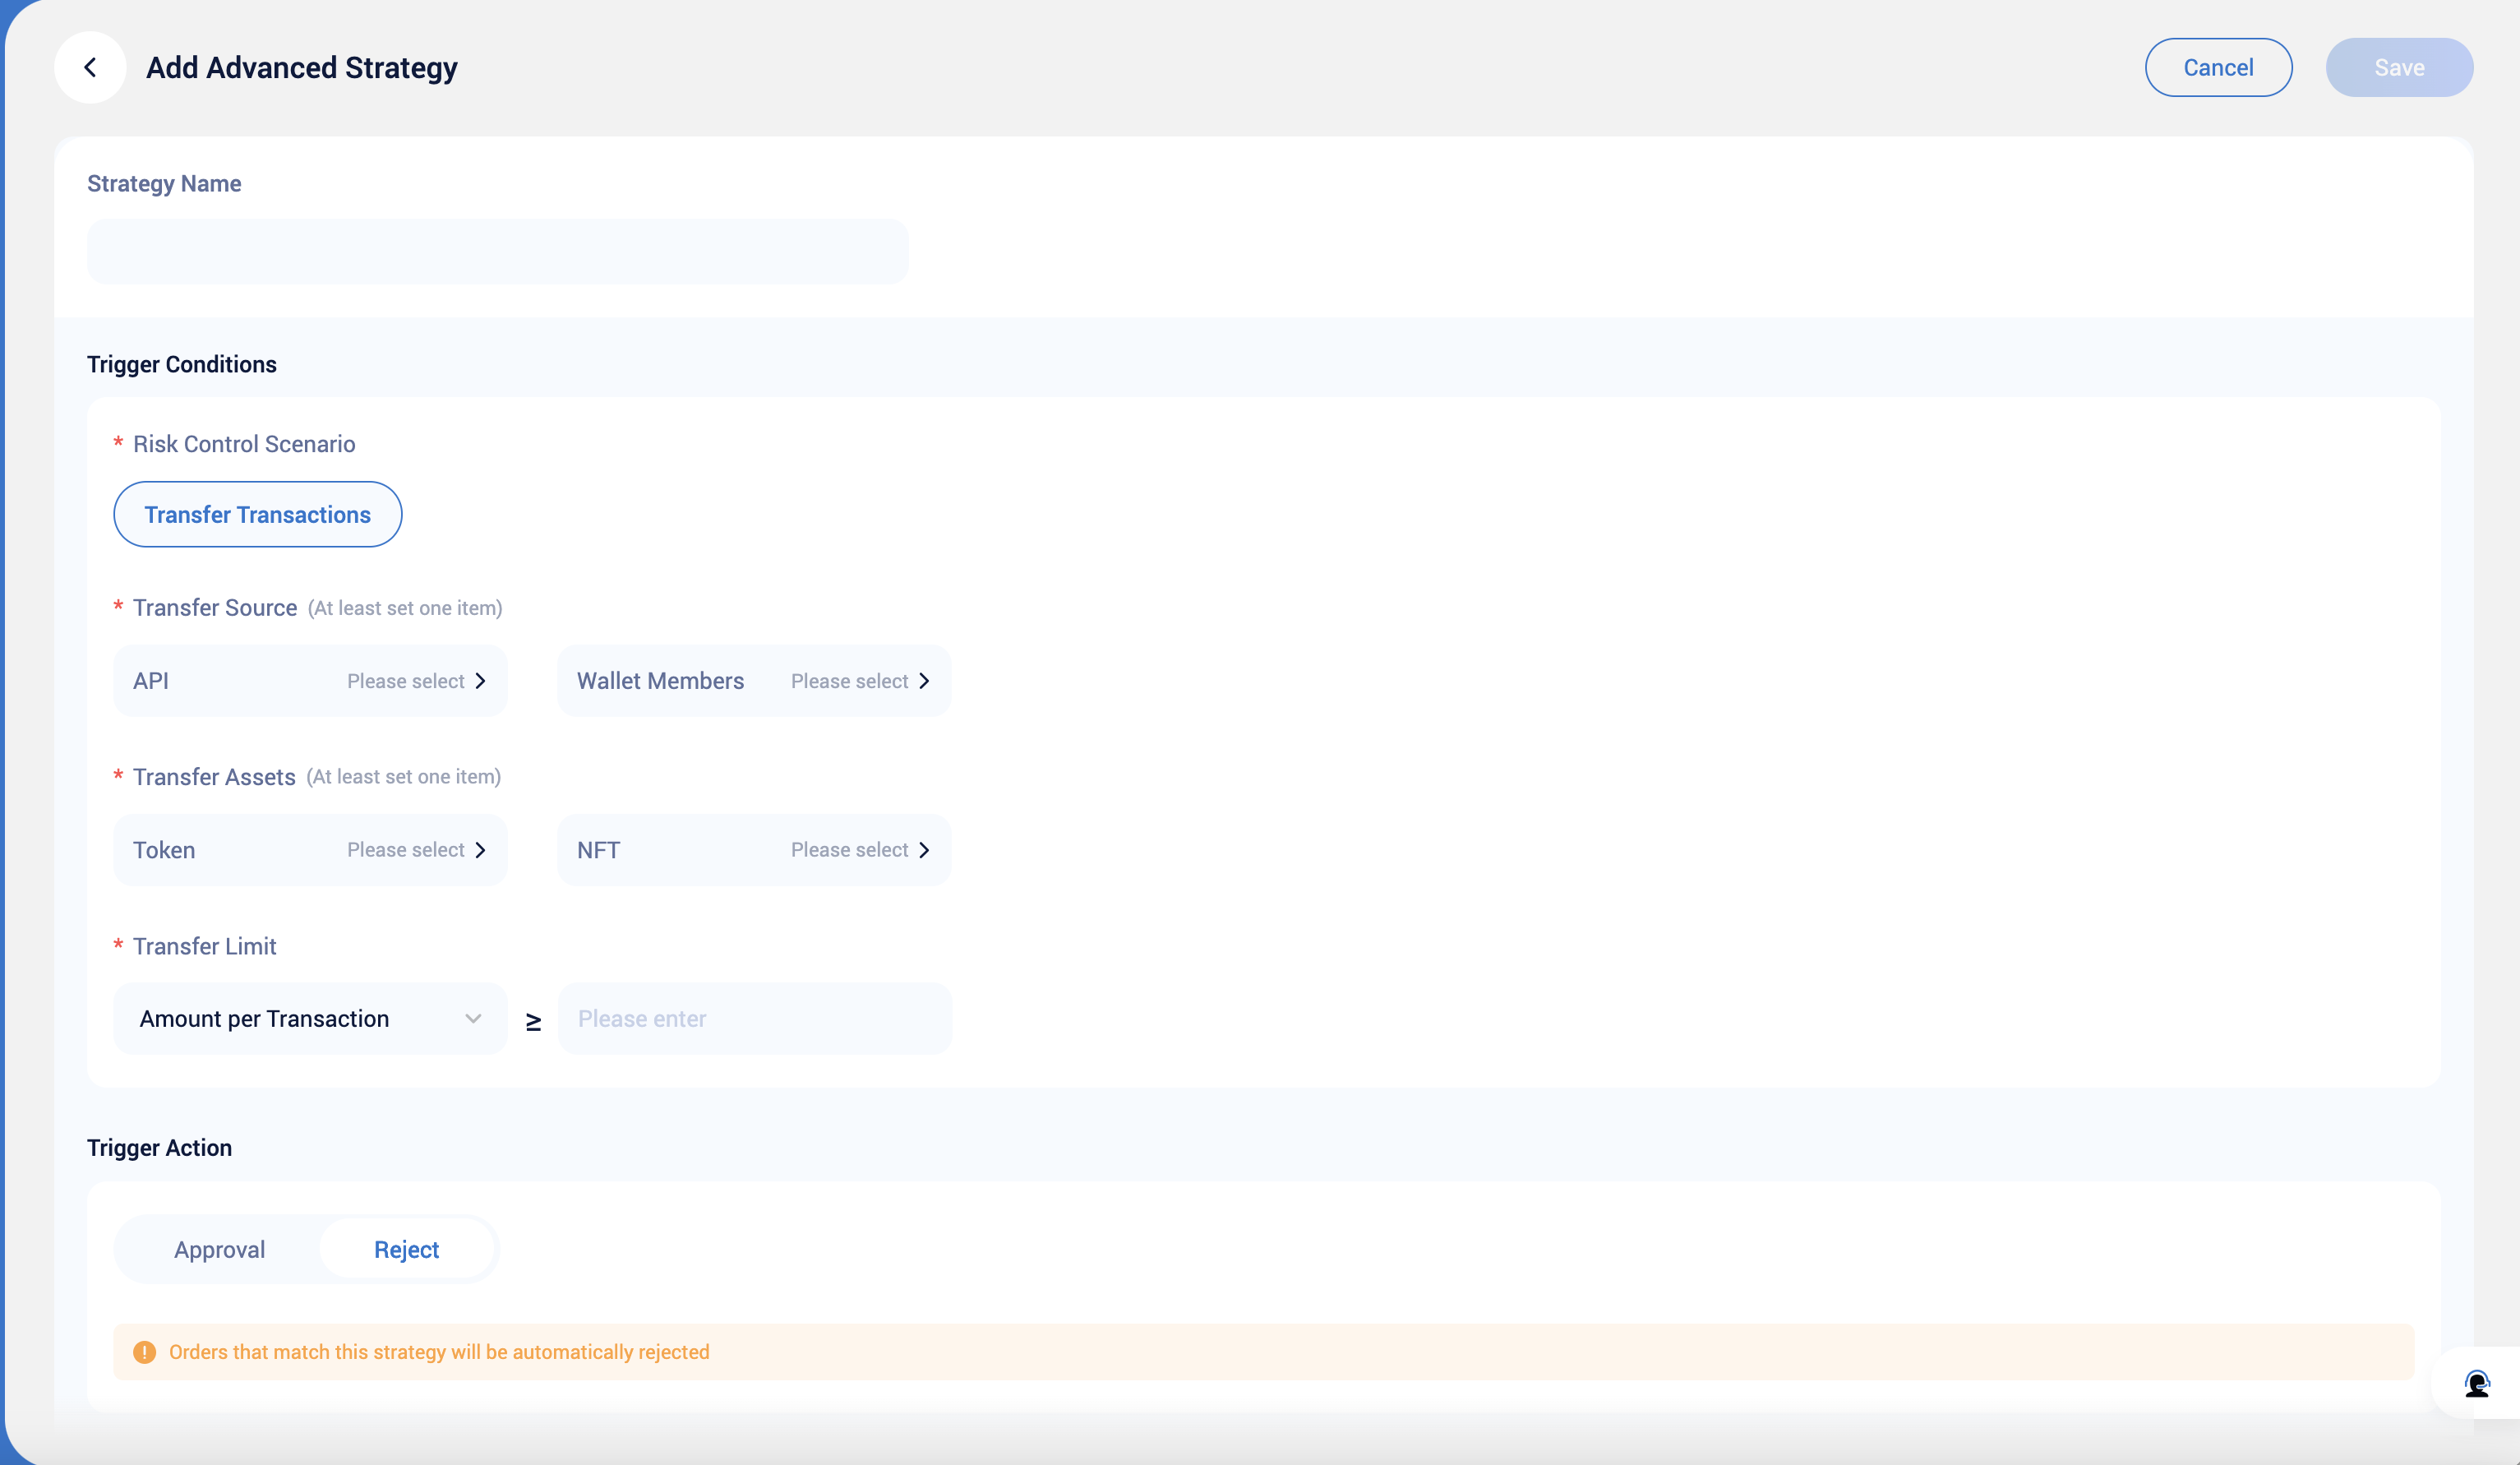 Add Advanced Strategy
Cancel
Save
Strategy Name
Trigger Conditions
* Risk Control Scenario
Transfer Transactions
* Transfer Source (At least set one item)
API Please select
Wallet Members Please select
* Transfer Assets (At least set one item)
Token Please select
NFT Please select
* Transfer Limit
Amount per Transaction ≥ Please enter
Trigger Action
Approval Reject
Orders that match this strategy will be automatically rejected